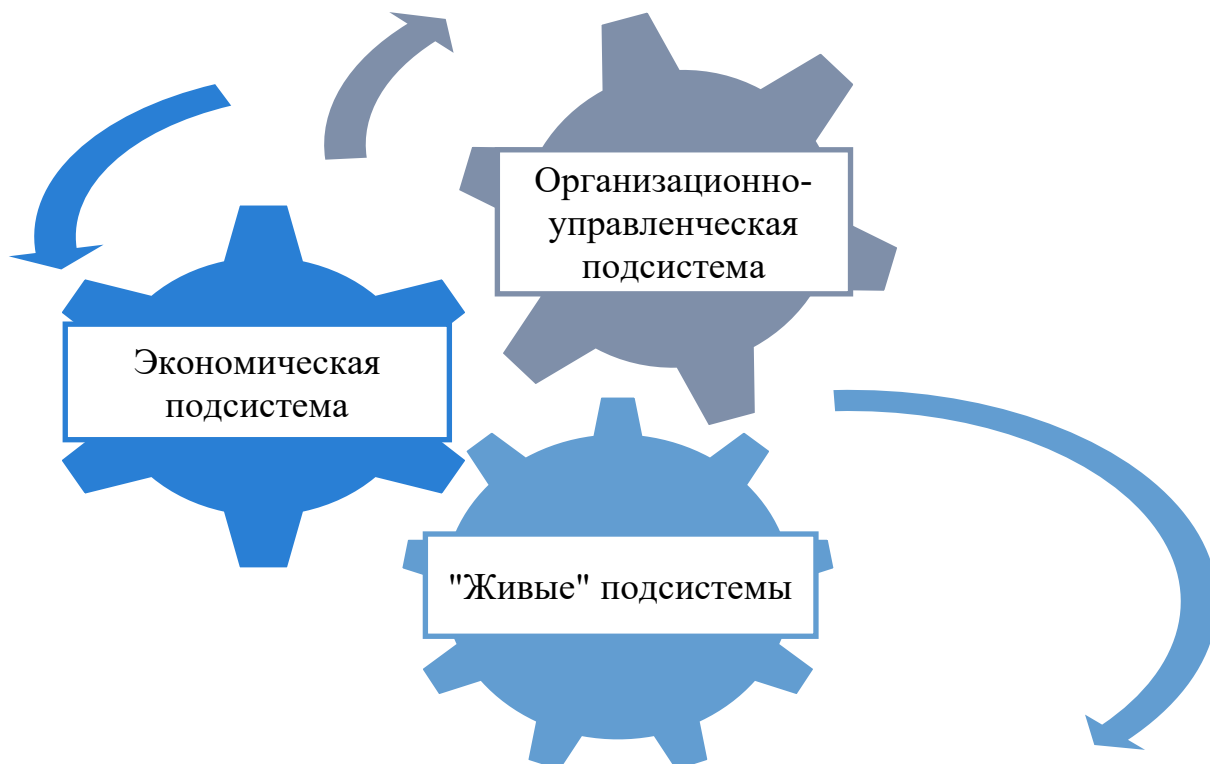 Организационно-
управленческая
подсистема
Экономическая
подсистема
"Живые" подсистемы